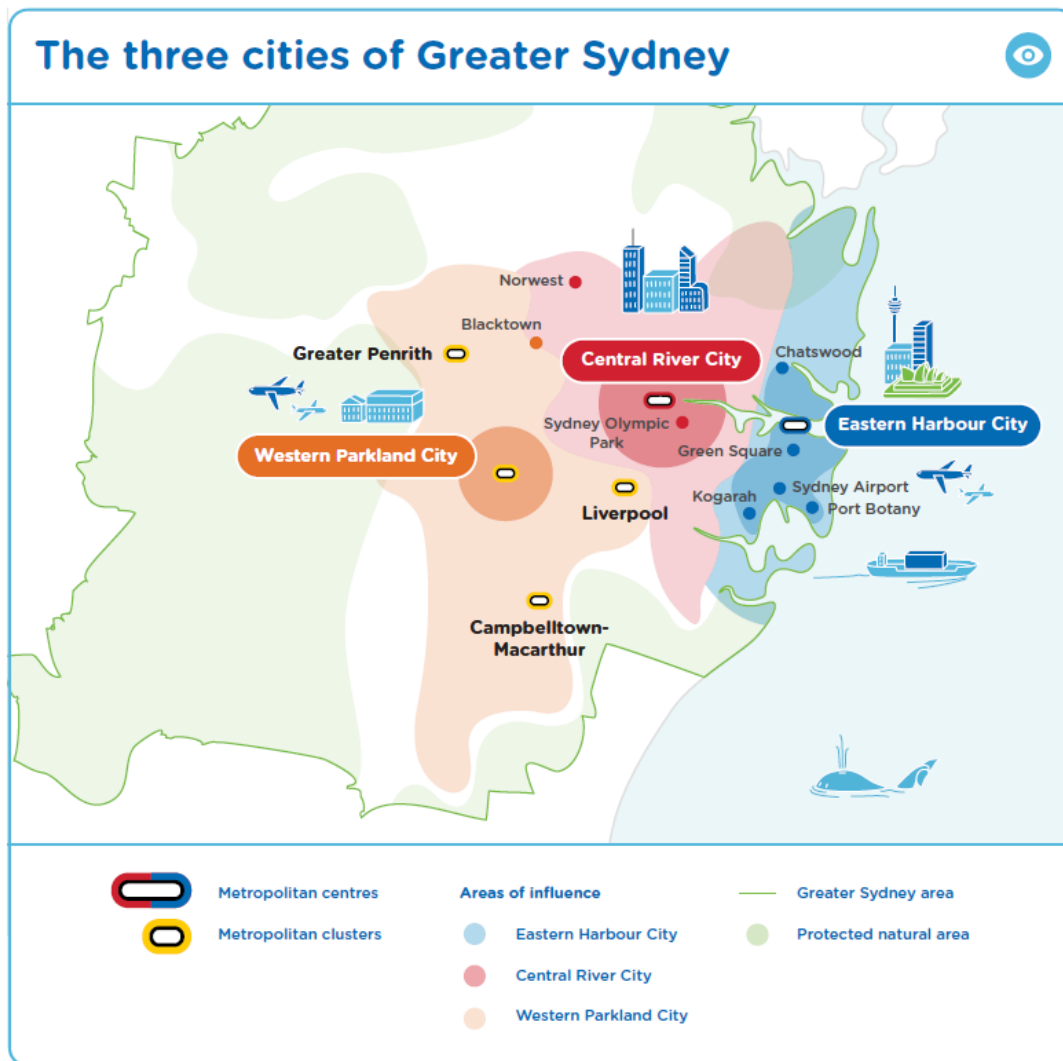 The three cities of Greater Sydney
Norwest
Blacktown
Greater Penrith
Central River City
Chatswood
Sydney Olympic
Park
Eastern Harbour City
Western Parkland City
Green Square
Liverpool
Kogarah
Sydney Airport
Port Botany
Campbelltown-
Macarthur
Metropolitan centres
Metropolitan clusters
Areas of influence
Eastern Harbour City
Central River City
Western Parkland City
Greater Sydney area
Protected natural area